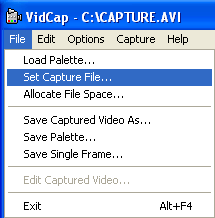 VidCap - C:\CAPTURE.AVI
File Edit Options Capture Help
Load Palette...
Set Capture File...
Allocate File Space...
Save Captured Video As...
Save Palette...
Save Single Frame...
Edit Captured Video...
Exit Alt+F4